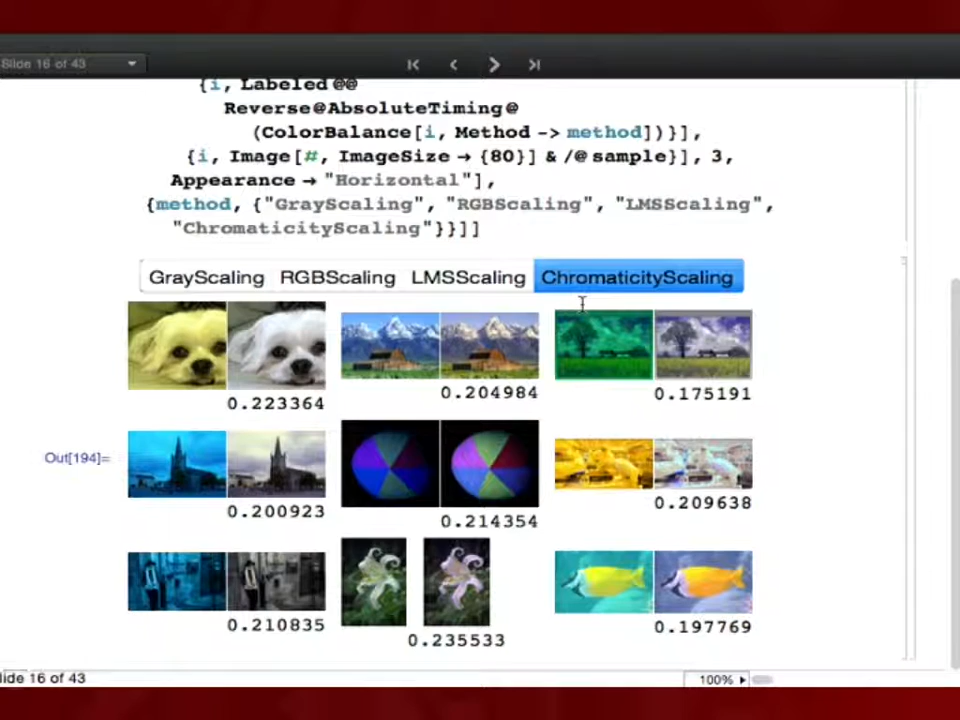 Slide 16 of 43
{i, Labeled@@
Reverse@AbsoluteTiming@
(ColorBalance[i, Method -> method])}],
{i, Image[#, ImageSize → {80}] & /@ sample}], 3,
Appearance → "Horizontal"],
{method, {"GrayScaling", "RGBScaling", "LMSScaling",
"ChromaticityScaling"}}]]
GrayScaling RGBScaling LMSScaling ChromaticityScaling
0.223364 0.204984 0.175191
Out[194]=
0.200923 0.214354 0.209638
0.210835 0.235533 0.197769
lide 16 of 43 100%